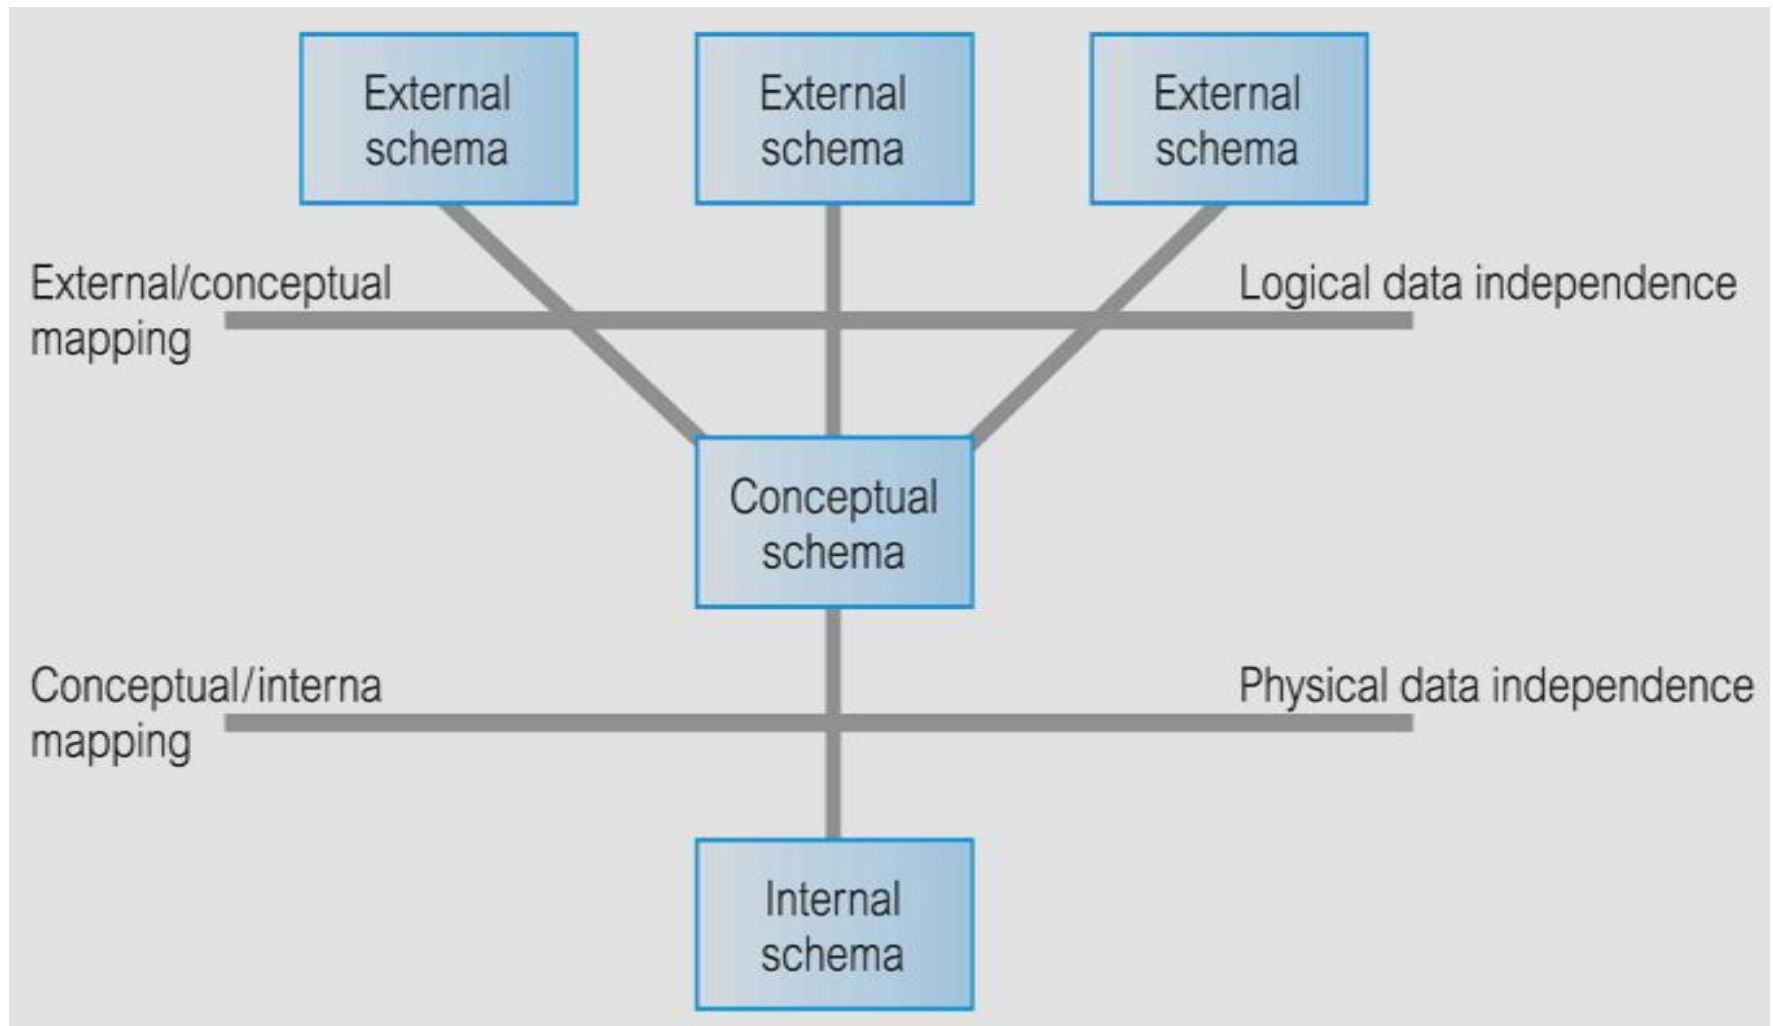 External
schema
External
schema
External
schema
External/conceptual
mapping
Logical data independence
Conceptual
schema
Conceptual/interna
mapping
Physical data independence
Internal
schema